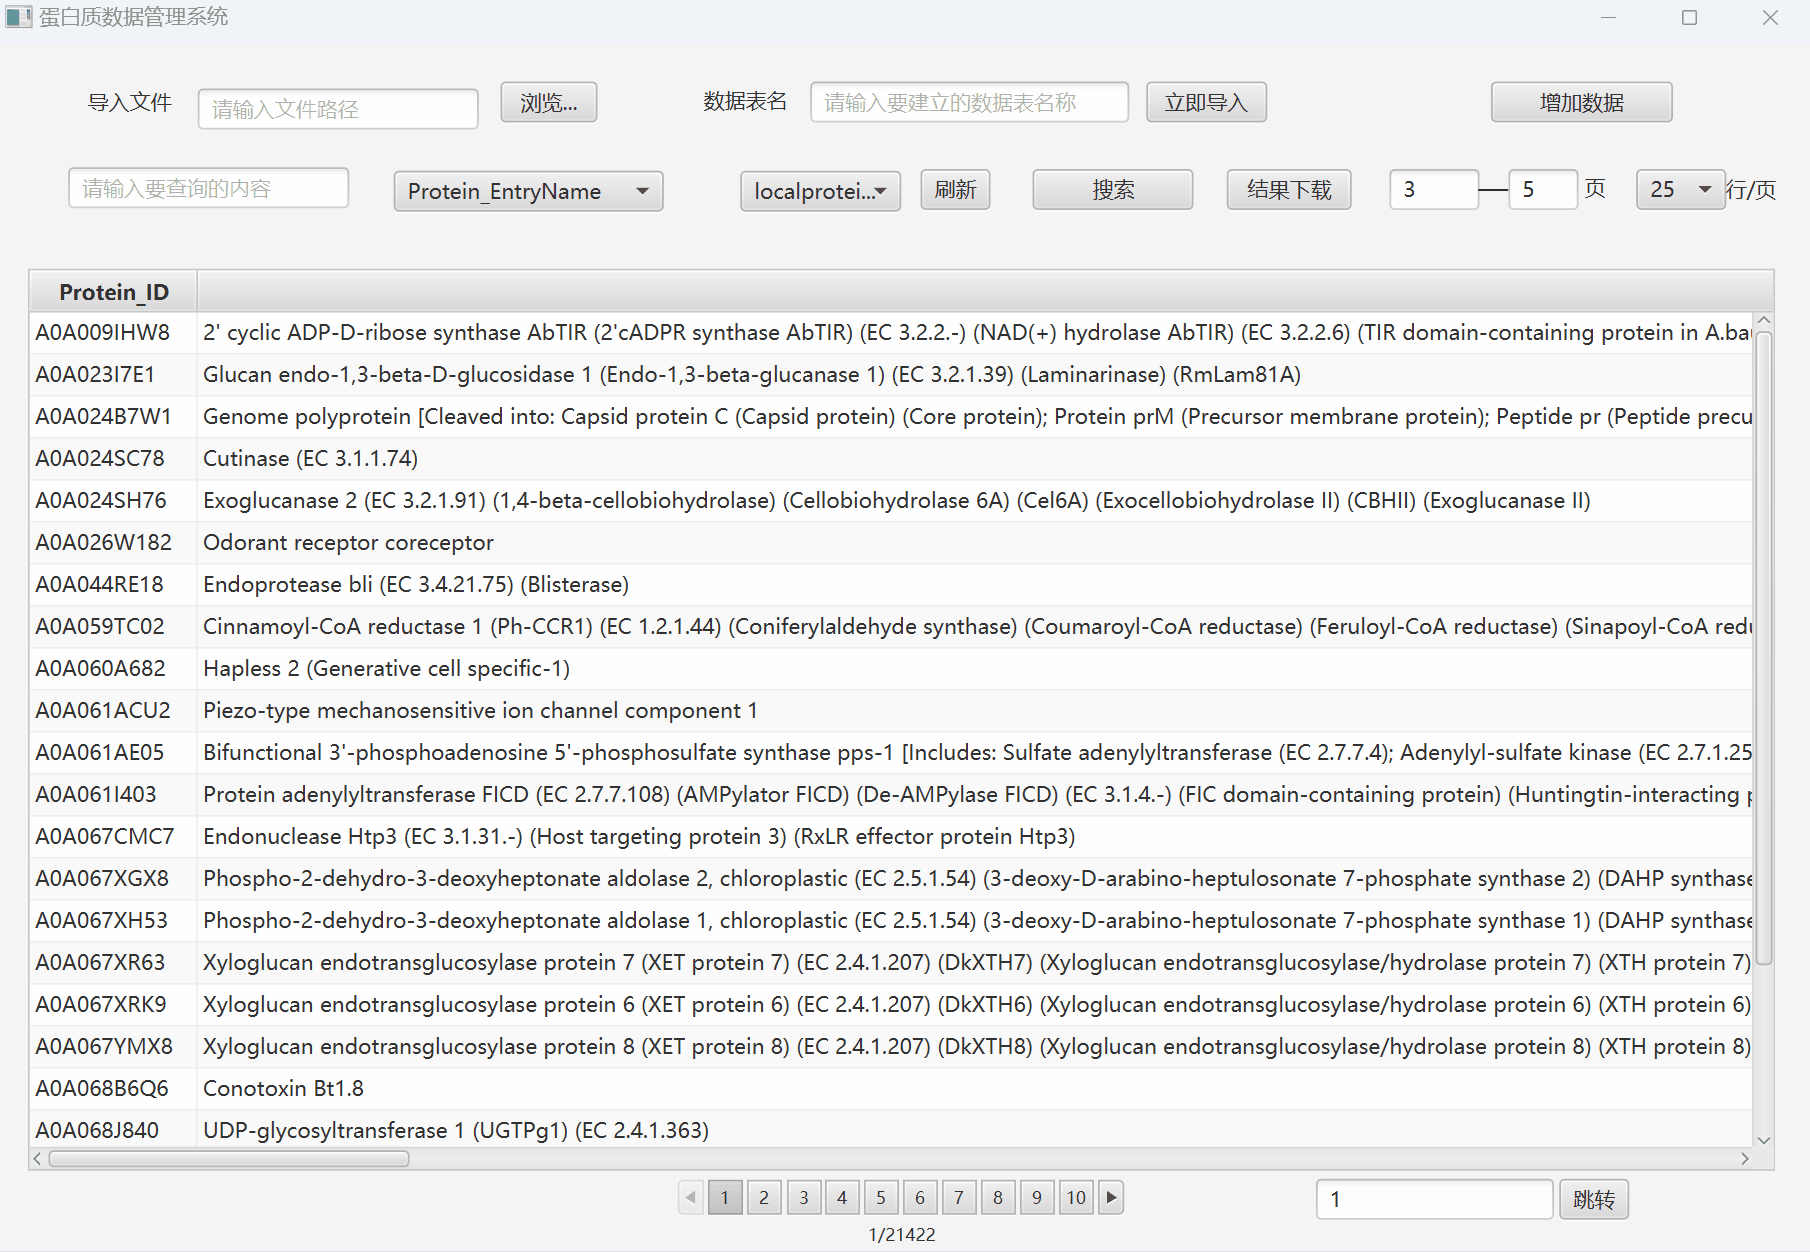 蛋白质数据管理系统
导入文件 请输入文件路径 浏览... 数据表名 请输入要建立的数据表名称 立即导入 增加数据
请输入要查询的内容 Protein_EntryName localprotei... 刷新 搜索 结果下载 3 — 5 页 25 行/页
Protein_ID
A0A009IHW8 2' cyclic ADP-D-ribose synthase AbTIR (2'cADPR synthase AbTIR) (EC 3.2.2.-) (NAD(+) hydrolase AbTIR) (EC 3.2.2.6) (TIR domain-containing protein in A.bau
A0A023I7E1 Glucan endo-1,3-beta-D-glucosidase 1 (Endo-1,3-beta-glucanase 1) (EC 3.2.1.39) (Laminarinase) (RmLam81A)
A0A024B7W1 Genome polyprotein [Cleaved into: Capsid protein C (Capsid protein) (Core protein); Protein prM (Precursor membrane protein); Peptide pr (Peptide precu
A0A024SC78 Cutinase (EC 3.1.1.74)
A0A024SH76 Exoglucanase 2 (EC 3.2.1.91) (1,4-beta-cellobiohydrolase) (Cellobiohydrolase 6A) (Cel6A) (Exocellobiohydrolase II) (CBHII) (Exoglucanase II)
A0A026W182 Odorant receptor coreceptor
A0A044RE18 Endoprotease bli (EC 3.4.21.75) (Blisterase)
A0A059TC02 Cinnamoyl-CoA reductase 1 (Ph-CCR1) (EC 1.2.1.44) (Coniferylaldehyde synthase) (Coumaroyl-CoA reductase) (Feruloyl-CoA reductase) (Sinapoyl-CoA redu
A0A060A682 Hapless 2 (Generative cell specific-1)
A0A061ACU2 Piezo-type mechanosensitive ion channel component 1
A0A061AE05 Bifunctional 3'-phosphoadenosine 5'-phosphosulfate synthase pps-1 [Includes: Sulfate adenylyltransferase (EC 2.7.7.4); Adenylyl-sulfate kinase (EC 2.7.1.25
A0A061I403 Protein adenylyltransferase FICD (EC 2.7.7.108) (AMPylator FICD) (De-AMPylase FICD) (EC 3.1.4.-) (FIC domain-containing protein) (Huntingtin-interacting p
A0A067CMC7 Endonuclease Htp3 (EC 3.1.31.-) (Host targeting protein 3) (RxLR effector protein Htp3)
A0A067XGX8 Phospho-2-dehydro-3-deoxyheptonate aldolase 2, chloroplastic (EC 2.5.1.54) (3-deoxy-D-arabino-heptulosonate 7-phosphate synthase 2) (DAHP synthase
A0A067XH53 Phospho-2-dehydro-3-deoxyheptonate aldolase 1, chloroplastic (EC 2.5.1.54) (3-deoxy-D-arabino-heptulosonate 7-phosphate synthase 1) (DAHP synthase
A0A067XR63 Xyloglucan endotransglucosylase protein 7 (XET protein 7) (EC 2.4.1.207) (DkXTH7) (Xyloglucan endotransglucosylase/hydrolase protein 7) (XTH protein 7)
A0A067XRK9 Xyloglucan endotransglucosylase protein 6 (XET protein 6) (EC 2.4.1.207) (DkXTH6) (Xyloglucan endotransglucosylase/hydrolase protein 6) (XTH protein 6)
A0A067YMX8 Xyloglucan endotransglucosylase protein 8 (XET protein 8) (EC 2.4.1.207) (DkXTH8) (Xyloglucan endotransglucosylase/hydrolase protein 8) (XTH protein 8)
A0A068B6Q6 Conotoxin Bt1.8
A0A068J840 UDP-glycosyltransferase 1 (UGTPg1) (EC 2.4.1.363)
1 2 3 4 5 6 7 8 9 10 1 跳转
1/21422